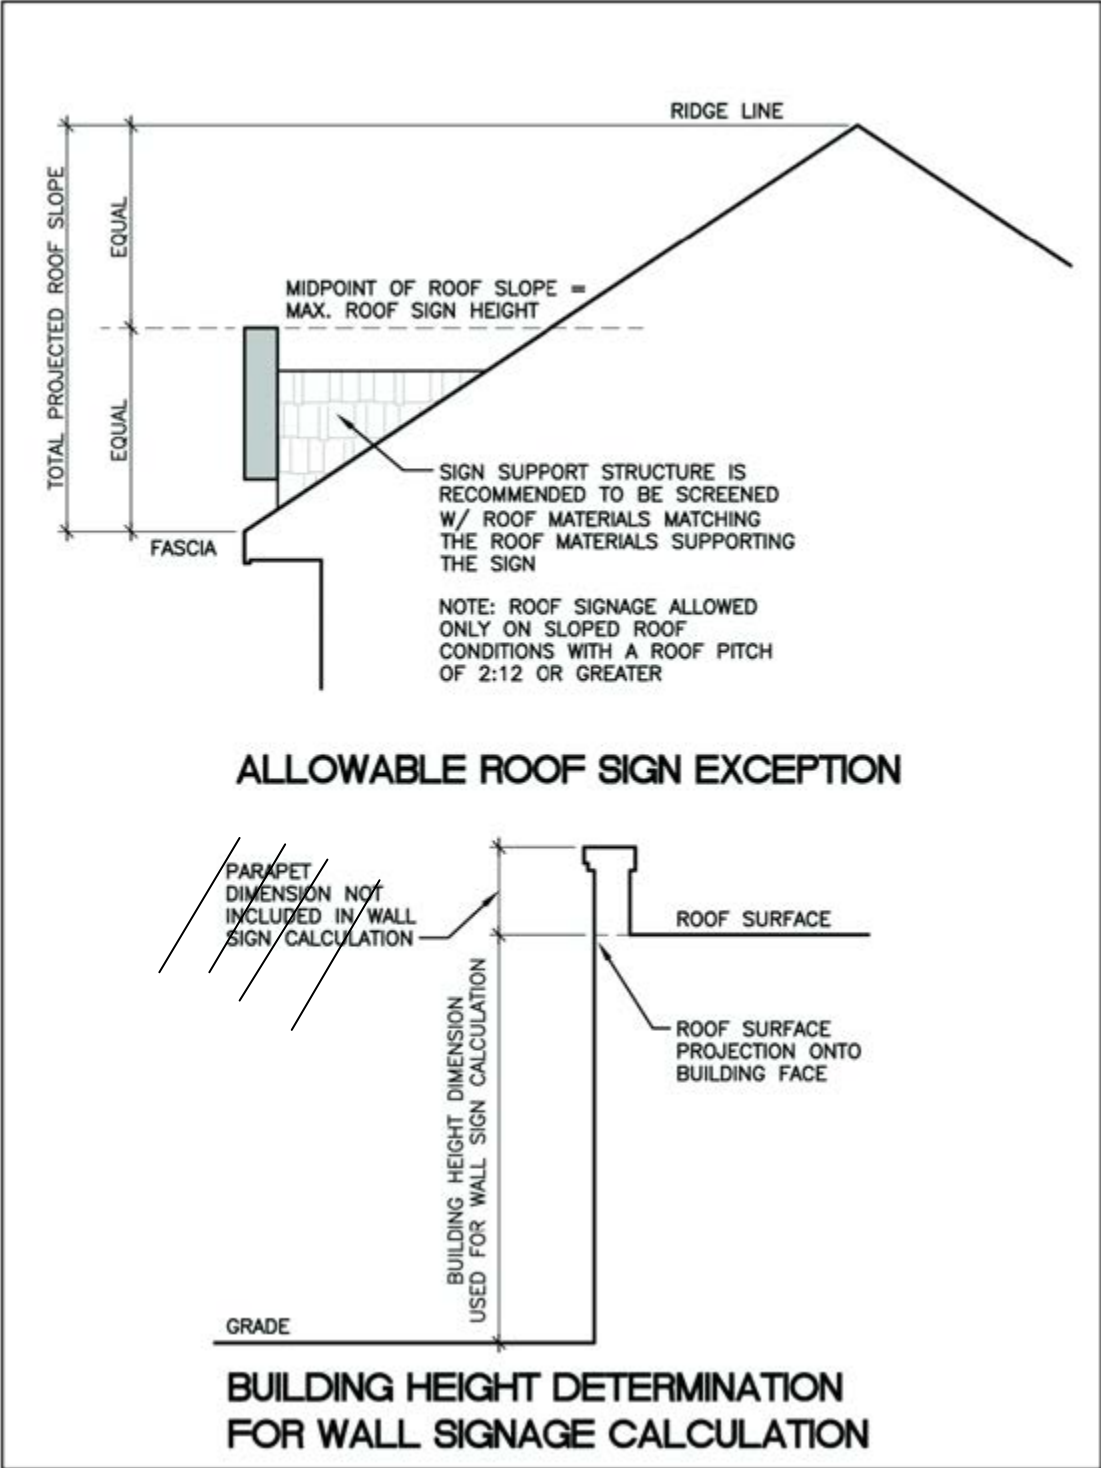 RIDGE LINE
TOTAL PROJECTED ROOF SLOPE
EQUAL
EQUAL
MIDPOINT OF ROOF SLOPE =
MAX. ROOF SIGN HEIGHT
SIGN SUPPORT STRUCTURE IS
RECOMMENDED TO BE SCREENED
W/ ROOF MATERIALS MATCHING
THE ROOF MATERIALS SUPPORTING
THE SIGN
FASCIA
NOTE: ROOF SIGNAGE ALLOWED
ONLY ON SLOPED ROOF
CONDITIONS WITH A ROOF PITCH
OF 2:12 OR GREATER
ALLOWABLE ROOF SIGN EXCEPTION
PARAPET
DIMENSION NOT
INCLUDED IN WALL
SIGN CALCULATION
ROOF SURFACE
BUILDING HEIGHT DIMENSION
USED FOR WALL SIGN CALCULATION
ROOF SURFACE
PROJECTION ONTO
BUILDING FACE
GRADE
BUILDING HEIGHT DETERMINATION
FOR WALL SIGNAGE CALCULATION